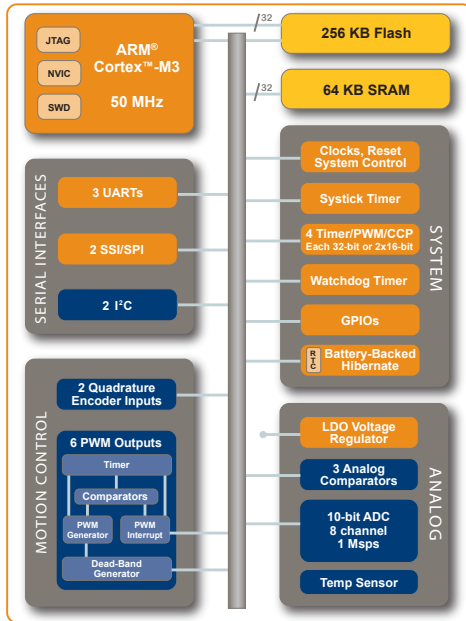 JTAG
NVIC
SWD
ARM®
Cortex™-M3
50 MHz
32
256 KB Flash
32
64 KB SRAM
SERIAL INTERFACES
3 UARTs
2 SSI/SPI
2 I²C
SYSTEM
Clocks, Reset
System Control
Systick Timer
4 Timer/PWM/CCP
Each 32-bit or 2x16-bit
Watchdog Timer
GPIOs
RTC
Battery-Backed
Hibernate
MOTION CONTROL
2 Quadrature
Encoder Inputs
6 PWM Outputs
Timer
Comparators
PWM
Generator
PWM
Interrupt
Dead-Band
Generator
ANALOG
LDO Voltage
Regulator
3 Analog
Comparators
10-bit ADC
8 channel
1 Msps
Temp Sensor